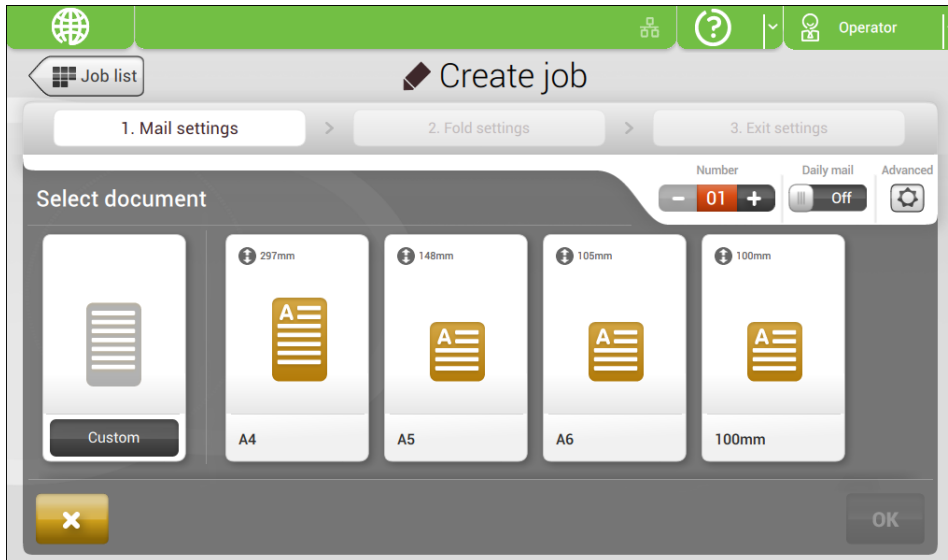 Operator
Job list
Create job
1. Mail settings
>
2. Fold settings
>
3. Exit settings
Number
Daily mail
Advanced
Select document
- 01 +
Off
297mm
148mm
105mm
100mm
A
A
A
A
Custom
A4
A5
A6
100mm
OK